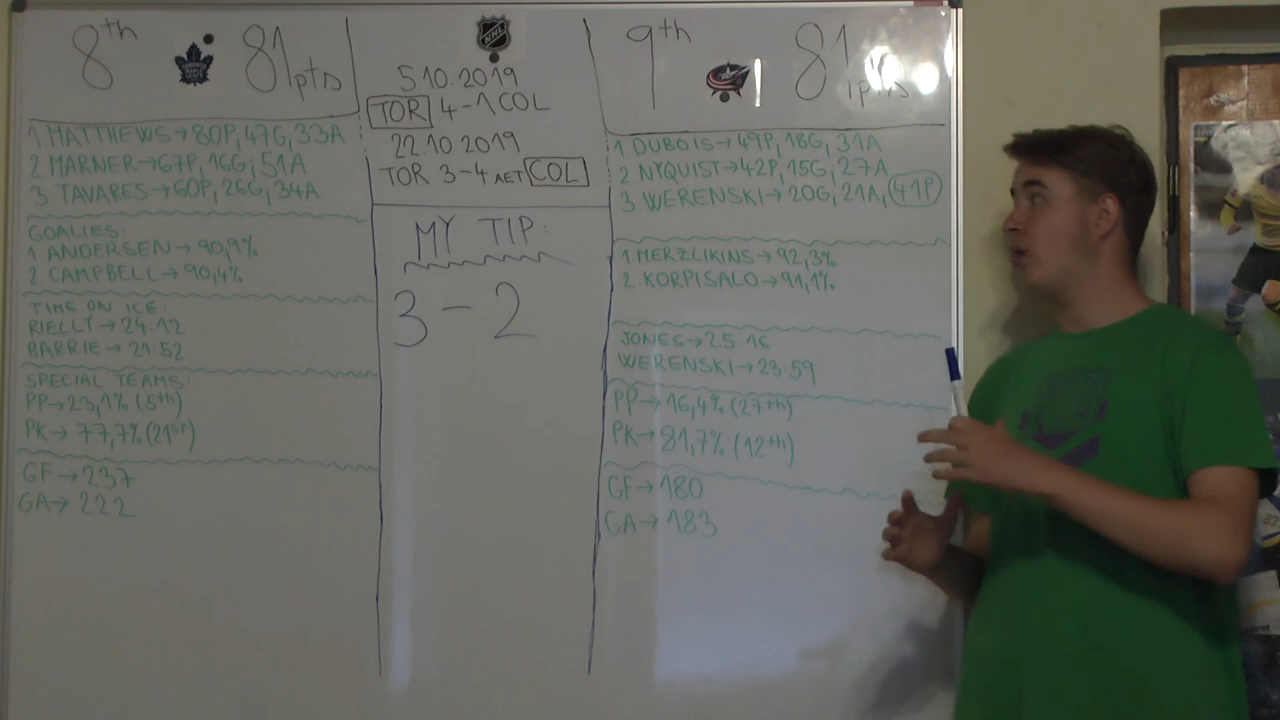 8th 81pts
1. MATTHEWS→80P, 47G, 33A
2 MARNER→67P, 16G, 51A
3 TAVARES→60P, 26G, 34A
GOALIES:
1. ANDERSEN→90,9%
2 CAMPBELL→90,4%
TIME ON ICE:
RIELLY→24:12
BARRIE→21:52
SPECIAL TEAMS:
PP→23,1% (5th)
PK→77,7% (21st)
GF→237
GA→222
NHL
5.10.2019
TOR 4-1 COL
22.10 2019
TOR 3-4 AET COL
MY TIP:
3-2
9th 81pts
1. DUBOIS→49P, 18G, 31A
2 NYQUIST→42P, 15G, 27A
3. WERENSKI→20G, 21A, 41P
1 MERZLIKINS→92,3%
2. KORPISALO→91,1%
JONES→25:16
WERENSKI→23:59
PP→16,4% (27th)
PK→81,7% (12th)
GF→180
GA→183